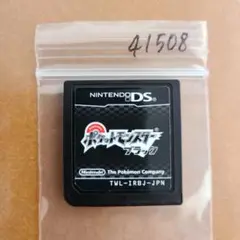 41508
NINTENDO DS
ポケットモンスター
ブラック
Nintendo The Pokémon Company
TWL-IRBJ-JPN